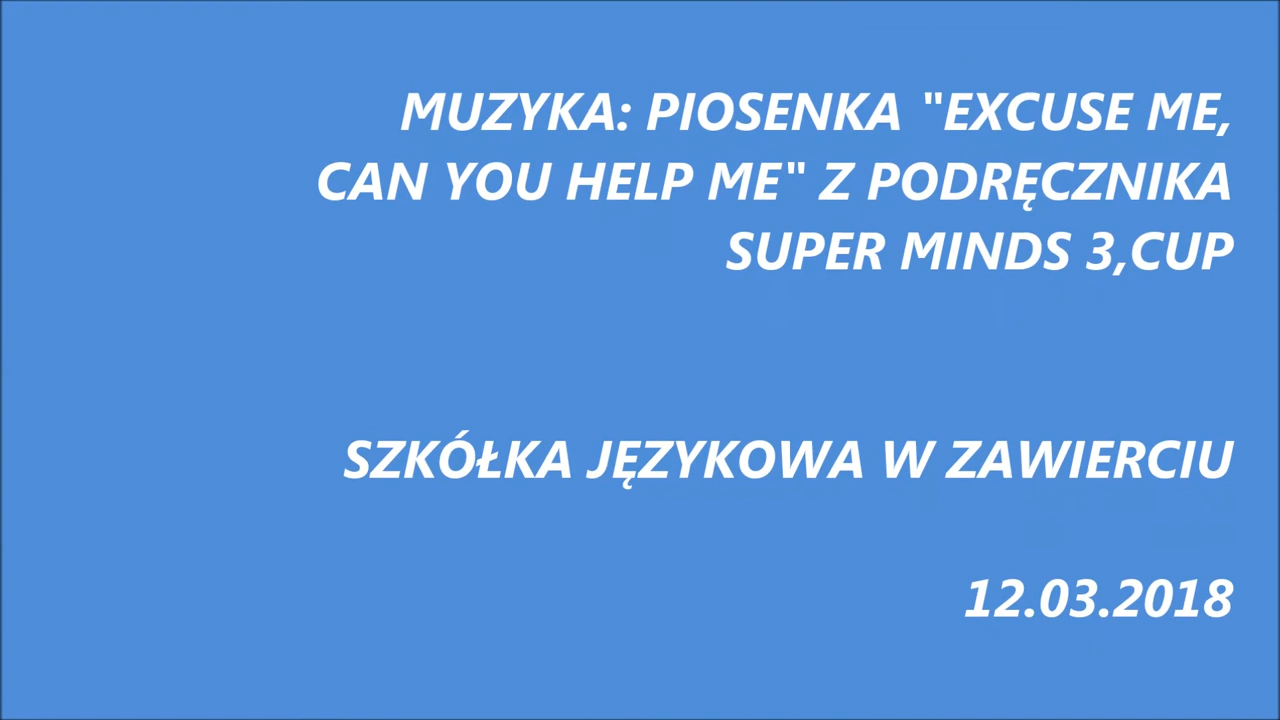 MUZYKA: PIOSENKA "EXCUSE ME,
CAN YOU HELP ME" Z PODRĘCZNIKA
SUPER MINDS 3,CUP
SZKÓŁKA JĘZYKOWA W ZAWIERCIU
12.03.2018